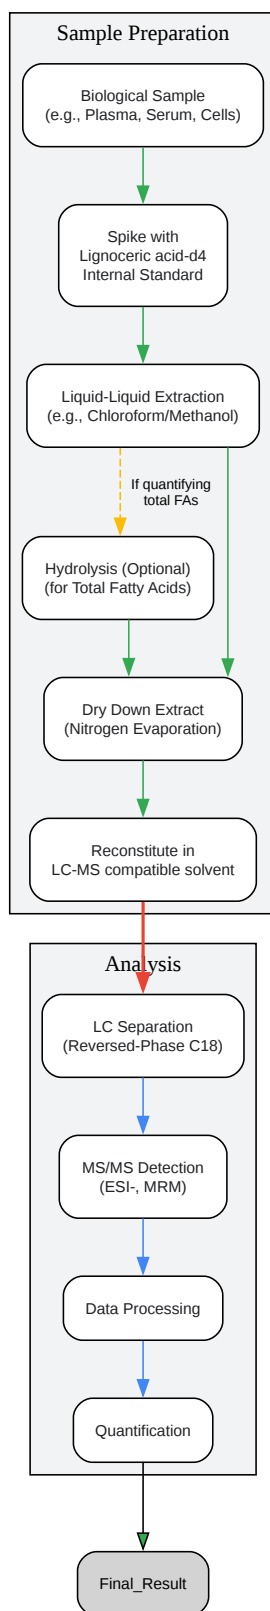 Sample Preparation
Biological Sample
(e.g., Plasma, Serum, Cells)
Spike with
Lignoceric acid-d4
Internal Standard
Liquid-Liquid Extraction
(e.g., Chloroform/Methanol)
If quantifying
total FAs
Hydrolysis (Optional)
(for Total Fatty Acids)
Dry Down Extract
(Nitrogen Evaporation)
Reconstitute in
LC-MS compatible solvent
Analysis
LC Separation
(Reversed-Phase C18)
MS/MS Detection
(ESI-, MRM)
Data Processing
Quantification
Final_Result